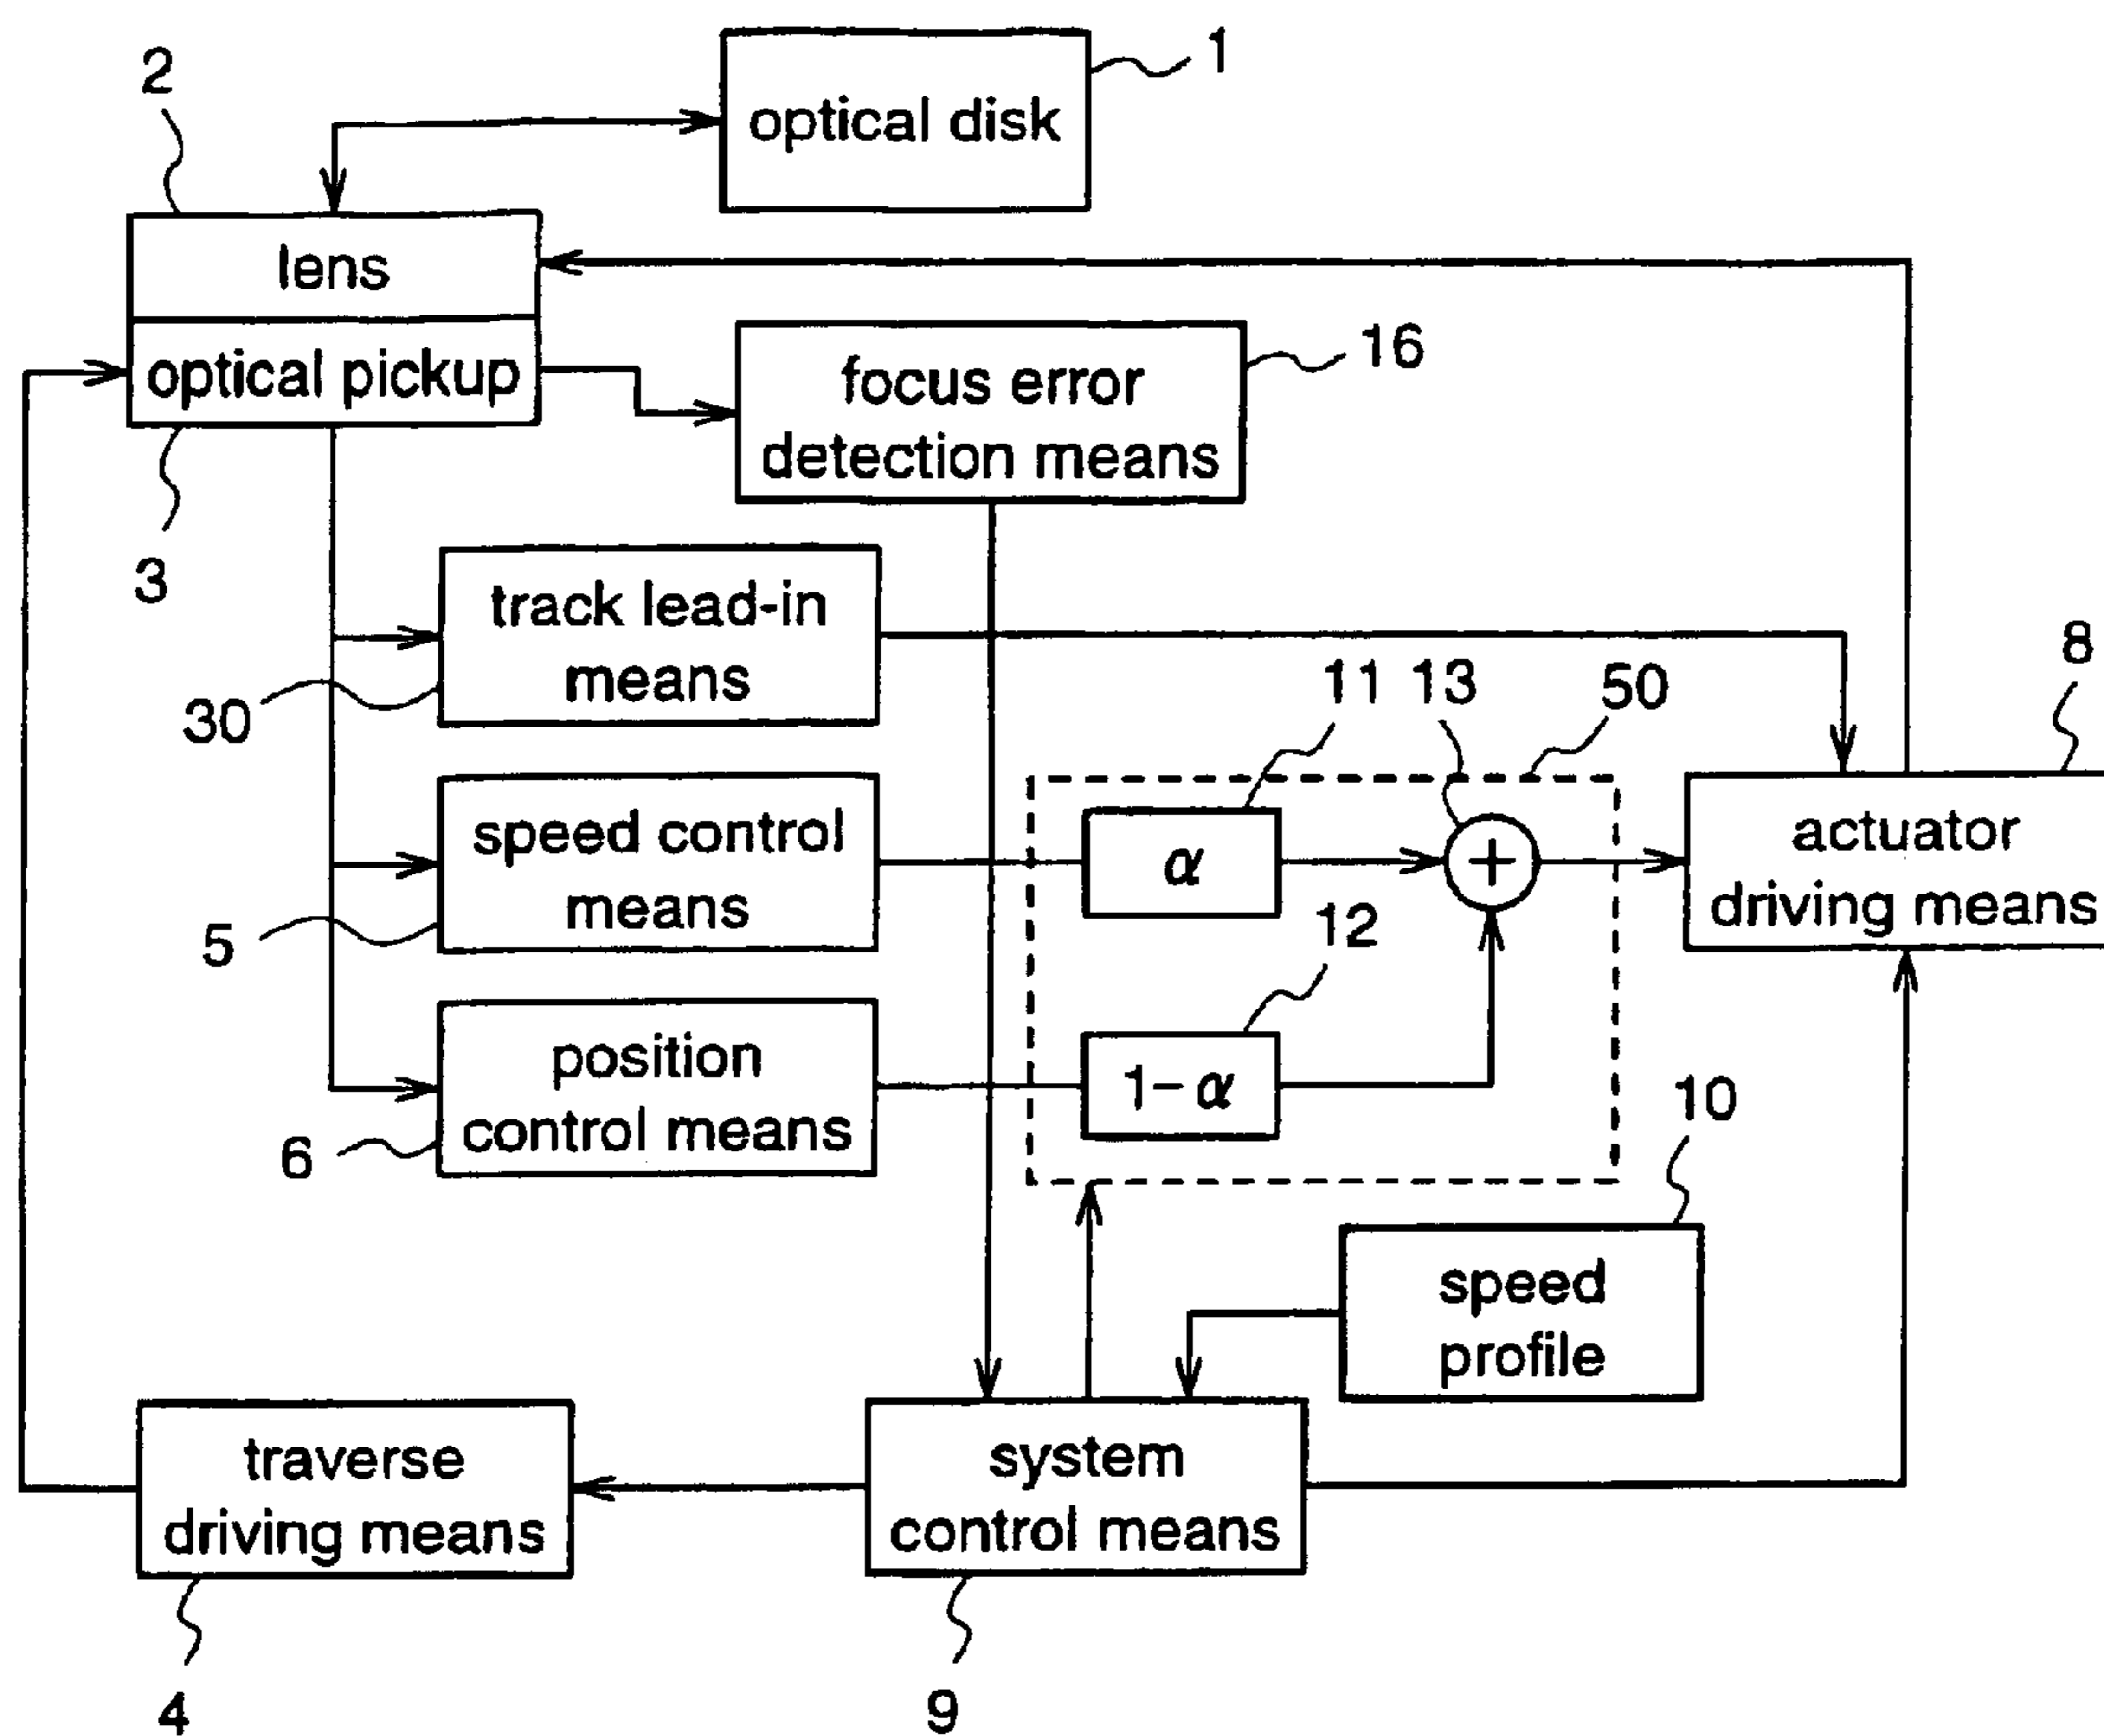 2
1
optical disk
lens
optical pickup
16
focus error
detection means
3
track lead-in
means
30
11
13
50
8
speed control
means
5
α
+
actuator
driving means
12
position
control means
6
1-α
10
speed
profile
traverse
driving means
system
control means
4
9